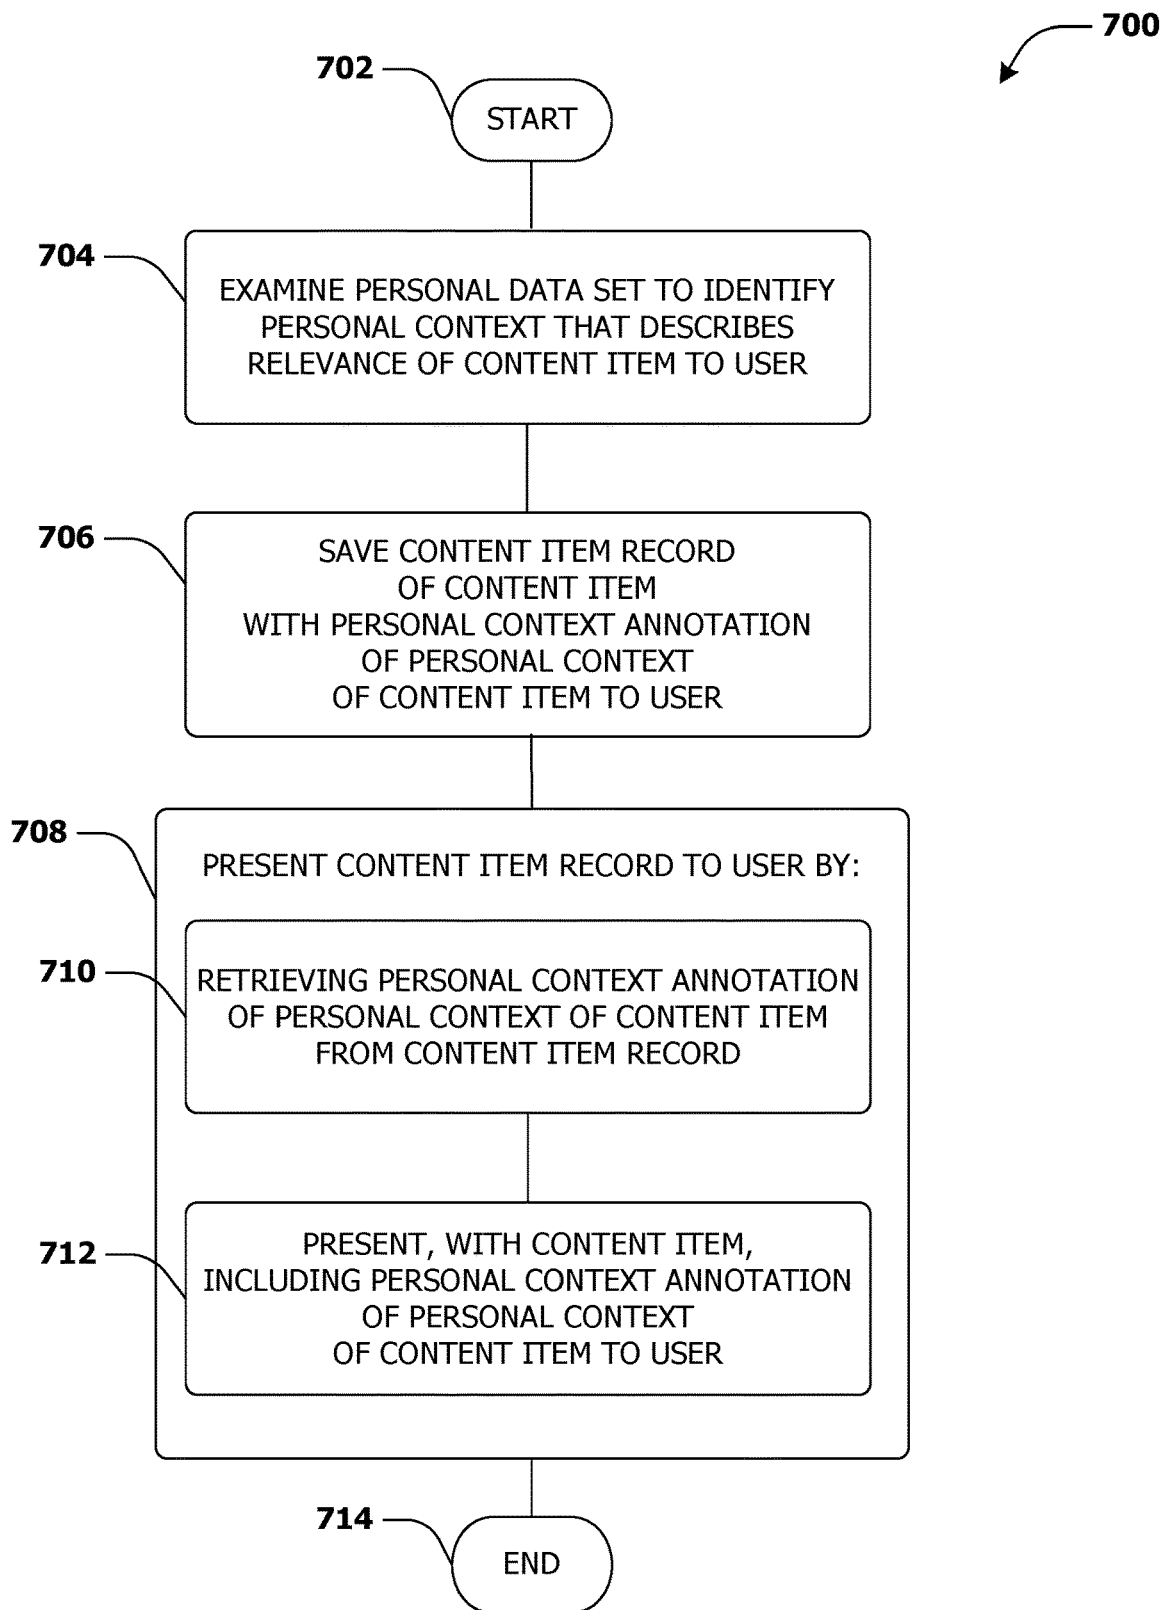 700
702
START
704
EXAMINE PERSONAL DATA SET TO IDENTIFY
PERSONAL CONTEXT THAT DESCRIBES
RELEVANCE OF CONTENT ITEM TO USER
706
SAVE CONTENT ITEM RECORD
OF CONTENT ITEM
WITH PERSONAL CONTEXT ANNOTATION
OF PERSONAL CONTEXT
OF CONTENT ITEM TO USER
708
PRESENT CONTENT ITEM RECORD TO USER BY:
710
RETRIEVING PERSONAL CONTEXT ANNOTATION
OF PERSONAL CONTEXT OF CONTENT ITEM
FROM CONTENT ITEM RECORD
712
PRESENT, WITH CONTENT ITEM,
INCLUDING PERSONAL CONTEXT ANNOTATION
OF PERSONAL CONTEXT
OF CONTENT ITEM TO USER
714
END